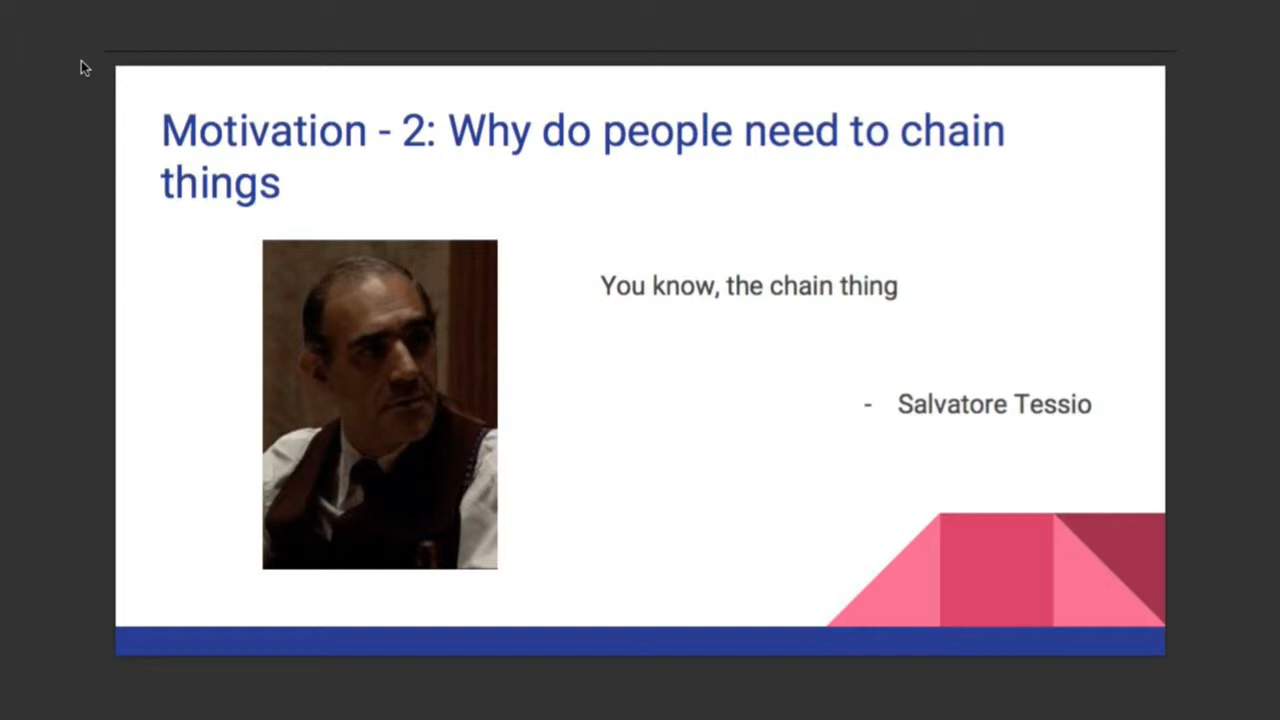 Motivation - 2: Why do people need to chain
things
You know, the chain thing
- Salvatore Tessio